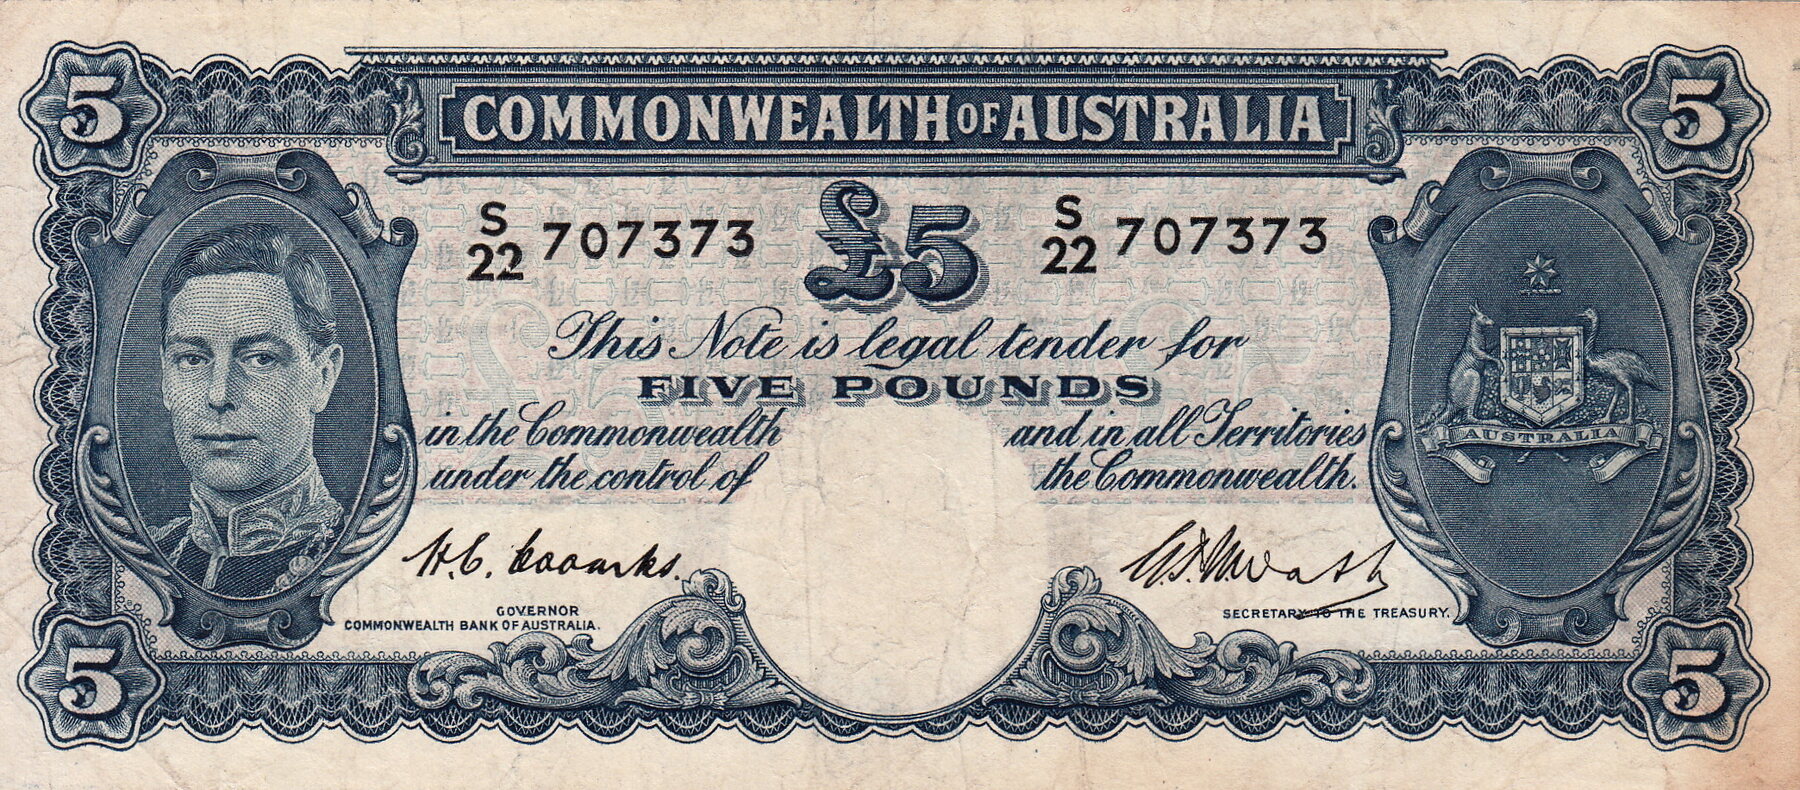 5 COMMONWEALTH OF AUSTRALIA 5
S/22 707373 £5 S/22 707373
This Note is legal tender for
FIVE POUNDS
in the Commonwealth and in all Territories
under the control of the Commonwealth.
AUSTRALIA
H.C. Coombs.
GOVERNOR
COMMONWEALTH BANK OF AUSTRALIA.
SECRETARY TO THE TREASURY.
5 5